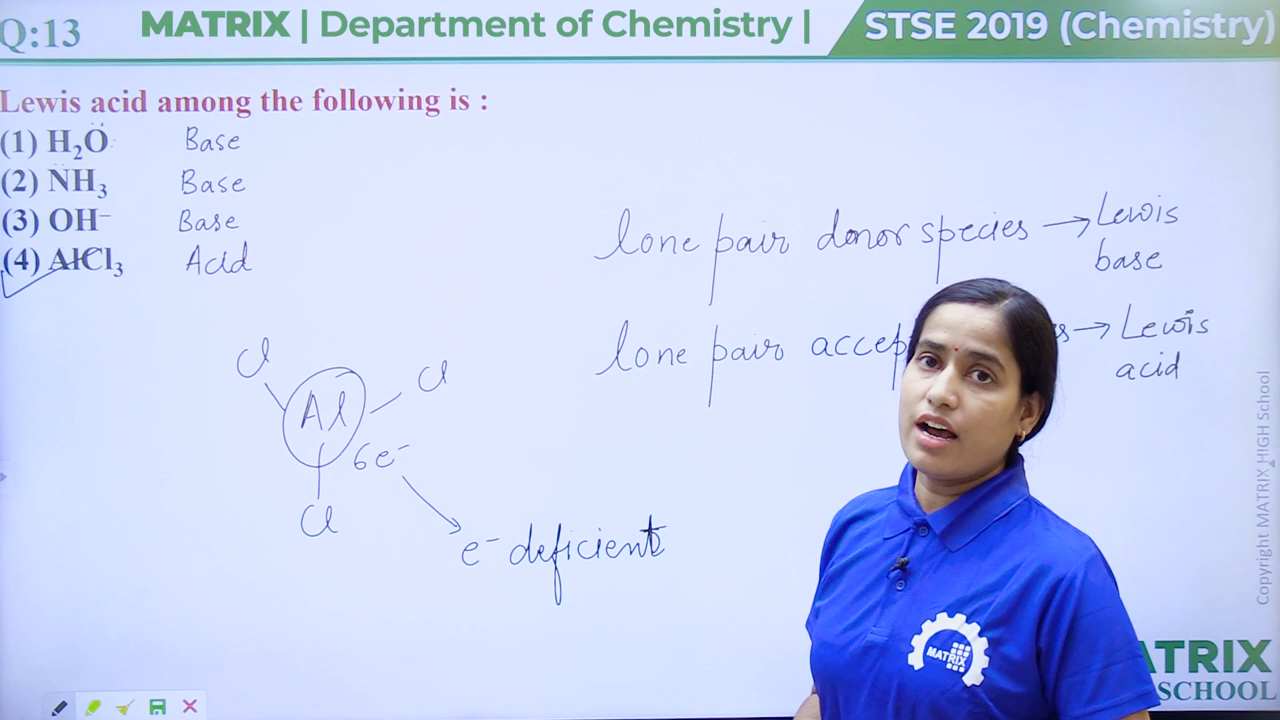 Q:13
MATRIX | Department of Chemistry |
STSE 2019 (Chemistry)
Lewis acid among the following is :
(1) H₂O Base
(2) NH₃ Base
(3) OH⁻ Base
(4) AlCl₃ Acid
lone pair donor species → Lewis
base
lone pair → Lewis
acid
Cl
Cl
Al
6e⁻
Cl
e⁻ deficient
Copyright MATRIX HIGH School
MATRIX
SCHOOL